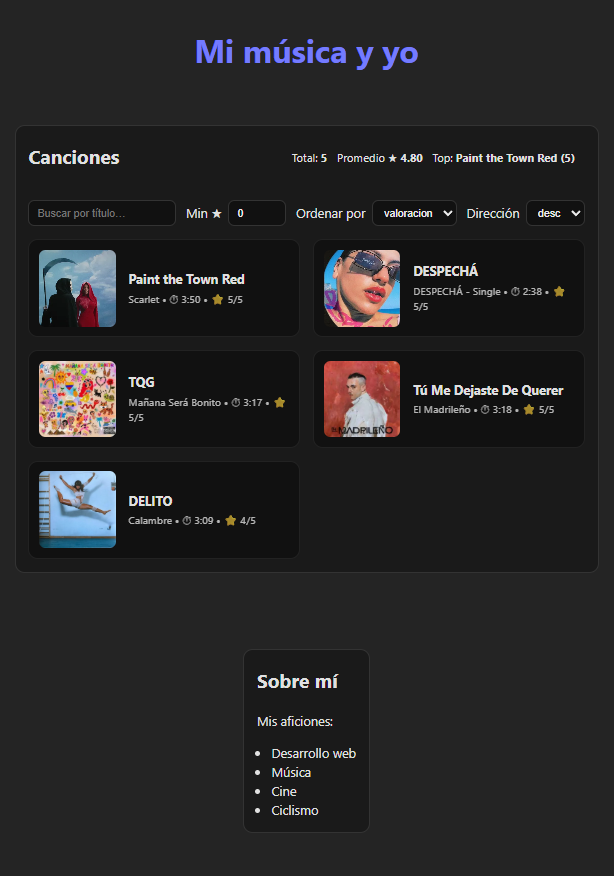 Mi música y yo
Canciones
Total: 5 Promedio ★ 4.80 Top: Paint the Town Red (5)
Buscar por título... Min ★ 0 Ordenar por valoracion Dirección desc
Paint the Town Red
Scarlet • ⏱ 3:50 • ⭐ 5/5
DESPECHÁ
DESPECHÁ - Single • ⏱ 2:38 • ⭐
5/5
TQG
Mañana Será Bonito • ⏱ 3:17 • ⭐
5/5
EL MADRILEÑO
Tú Me Dejaste De Querer
El Madrileño • ⏱ 3:18 • ⭐ 5/5
DELITO
Calambre • ⏱ 3:09 • ⭐ 4/5
Sobre mí
Mis aficiones:
• Desarrollo web
• Música
• Cine
• Ciclismo